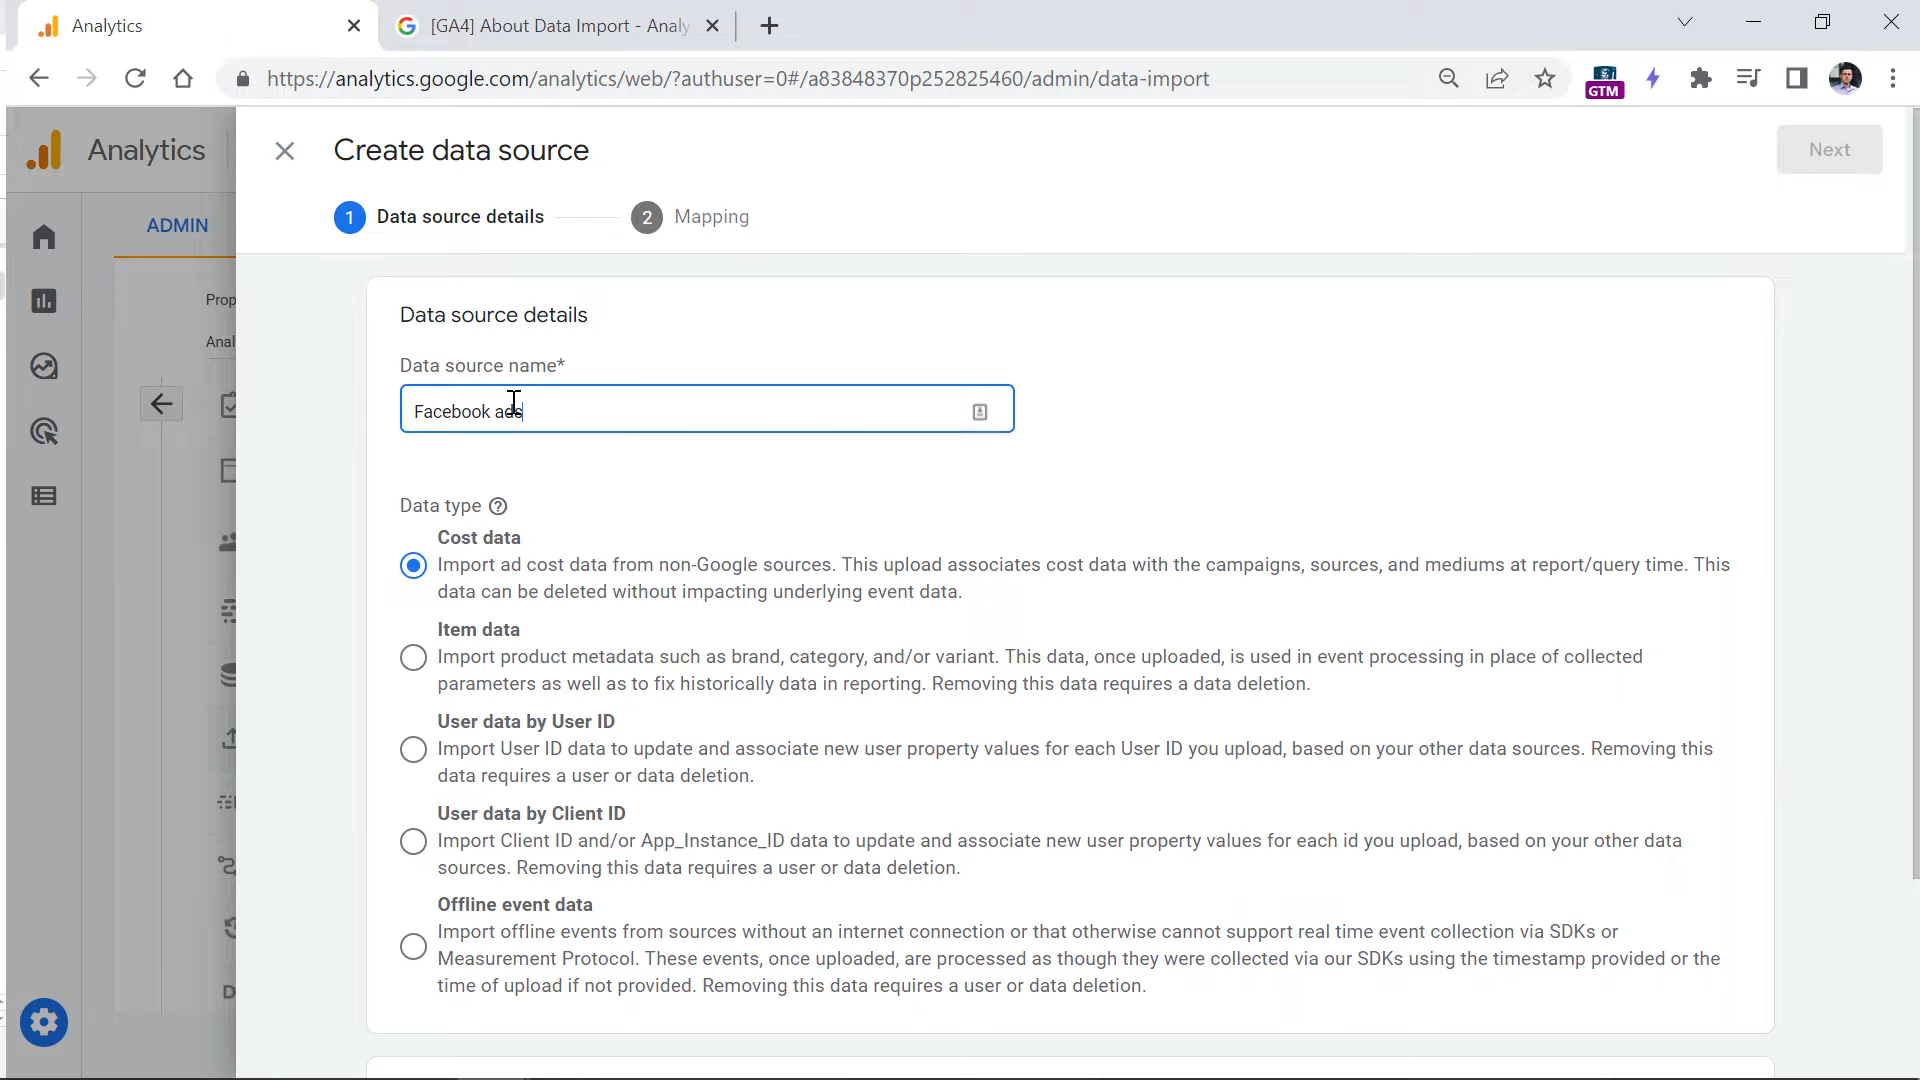 Analytics
[GA4] About Data Import - Analy
https://analytics.google.com/analytics/web/?authuser=0#/a83848370p252825460/admin/data-import
GTM
Analytics
Create data source
Next
1 Data source details
2 Mapping
ADMIN
Prop
Anal
Data source details
Data source name*
Facebook ads
Data type
Cost data
Import ad cost data from non-Google sources. This upload associates cost data with the campaigns, sources, and mediums at report/query time. This
data can be deleted without impacting underlying event data.
Item data
Import product metadata such as brand, category, and/or variant. This data, once uploaded, is used in event processing in place of collected
parameters as well as to fix historically data in reporting. Removing this data requires a data deletion.
User data by User ID
Import User ID data to update and associate new user property values for each User ID you upload, based on your other data sources. Removing this
data requires a user or data deletion.
User data by Client ID
Import Client ID and/or App_Instance_ID data to update and associate new user property values for each id you upload, based on your other data
sources. Removing this data requires a user or data deletion.
Offline event data
Import offline events from sources without an internet connection or that otherwise cannot support real time event collection via SDKs or
Measurement Protocol. These events, once uploaded, are processed as though they were collected via our SDKs using the timestamp provided or the
time of upload if not provided. Removing this data requires a user or data deletion.
D